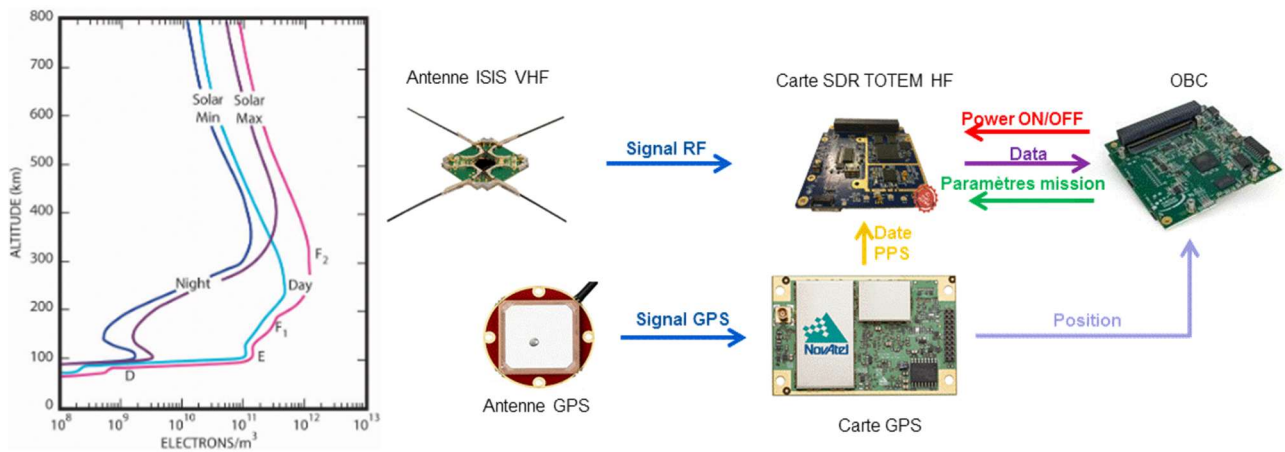 800
700
600
500
400
300
200
100
0
ALTITUDE (km)
10^8
10^9
10^10
10^11
10^12
10^13
ELECTRONS/m^3
Solar
Min
Solar
Max
Night
Day
F2
F1
E
D
Antenne ISIS VHF
Signal RF
Carte SDR TOTEM HF
OBC
Power ON/OFF
Data
Paramètres mission
Date
PPS
Antenne GPS
Signal GPS
NovAtel
Carte GPS
Position